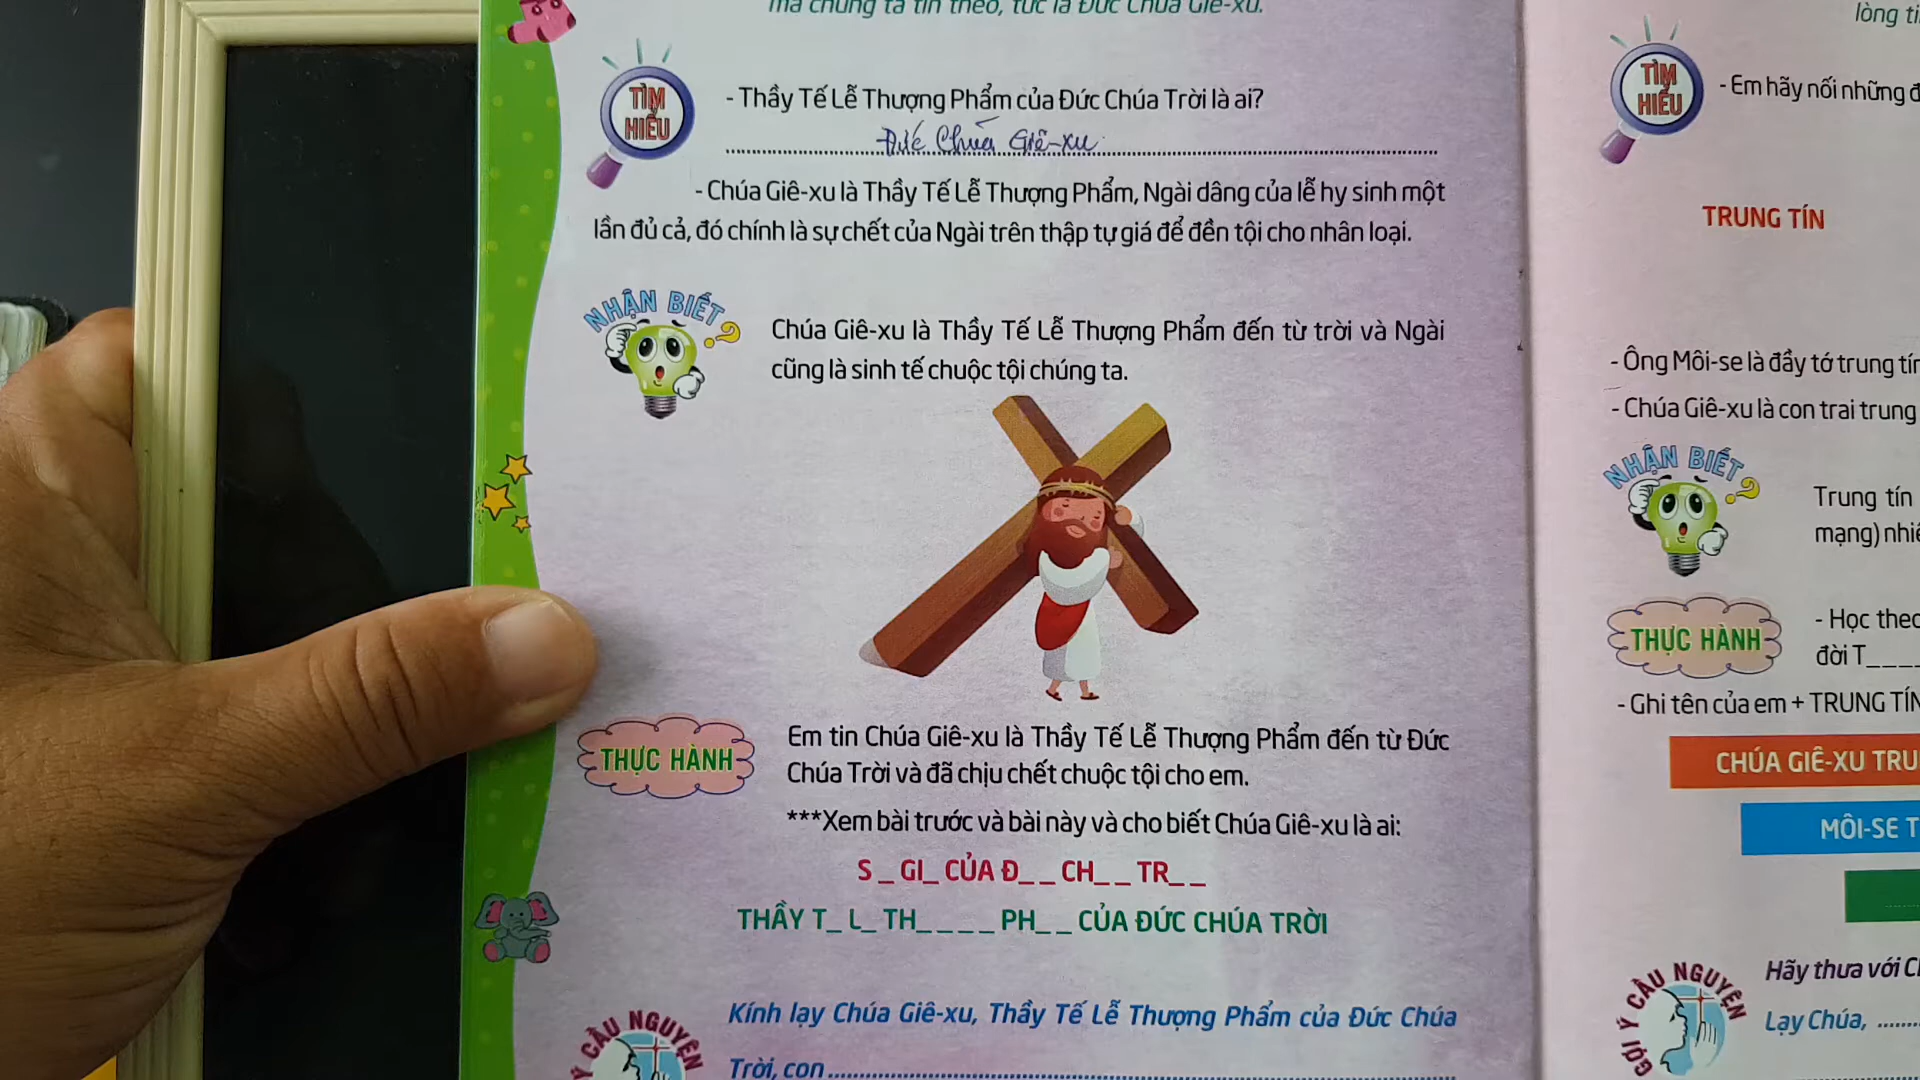 mà chúng ta tin theo, tức là Đức Chúa Giê-xu.
TÌM HIỂU
- Thầy Tế Lễ Thượng Phẩm của Đức Chúa Trời là ai?
Đức Chúa Giê-xu
- Chúa Giê-xu là Thầy Tế Lễ Thượng Phẩm, Ngài dâng của lễ hy sinh một
lần đủ cả, đó chính là sự chết của Ngài trên thập tự giá để đền tội cho nhân loại.
NHẬN BIẾT
Chúa Giê-xu là Thầy Tế Lễ Thượng Phẩm đến từ trời và Ngài
cũng là sinh tế chuộc tội chúng ta.
THỰC HÀNH
Em tin Chúa Giê-xu là Thầy Tế Lễ Thượng Phẩm đến từ Đức
Chúa Trời và đã chịu chết chuộc tội cho em.
***Xem bài trước và bài này và cho biết Chúa Giê-xu là ai:
S _ GI_ CỦA Đ_ _ CH_ _ TR_ _
THẦY T_ L_ TH_ _ _ _ PH_ _ CỦA ĐỨC CHÚA TRỜI
Ý CẦU NGUYỆN
Kính lạy Chúa Giê-xu, Thầy Tế Lễ Thượng Phẩm của Đức Chúa
Trời, con
lòng
TÌM HIỂU
- Em hãy nối những
TRUNG TÍN
- Ông Môi-se là đầy tớ trung
- Chúa Giê-xu là con trai trung
NHẬN BIẾT
Trung tín
mạng)
THỰC HÀNH
- Học
đời T_ _ _ _
- Ghi tên của em + TRUNG TÍN
CHÚA GIÊ-XU
MÔI-SE
GỢI Ý CẦU NGUYỆN
Hãy thưa với
Lạy Chúa,